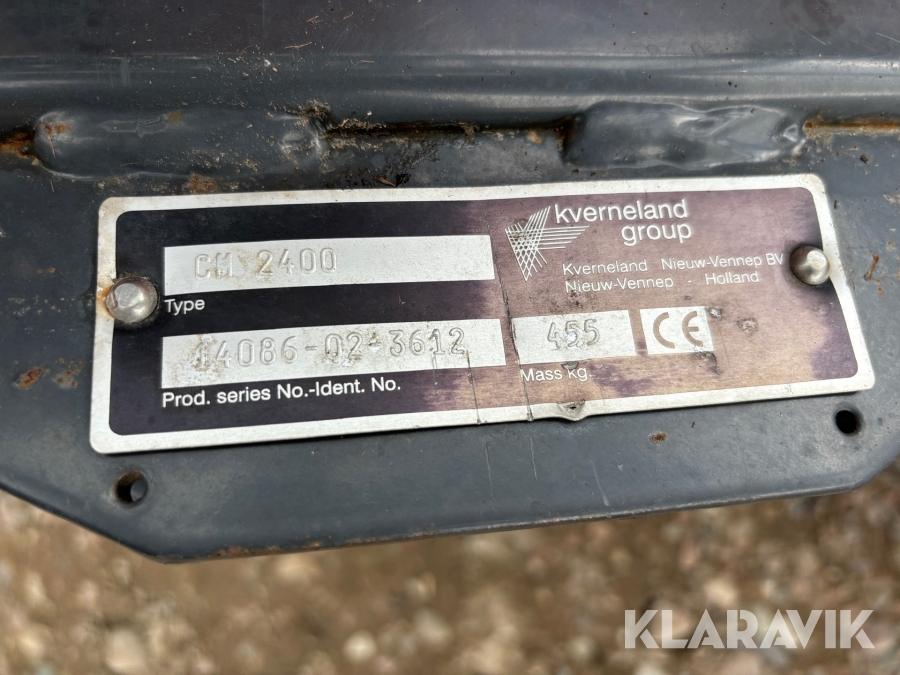 kverneland
group
CM 2400
Type
Kverneland Nieuw-Vennep BV
Nieuw-Vennep - Holland
14086-02-3612
455
CE
Prod. series No.-Ident. No.
Mass kg.
KLARAVIK